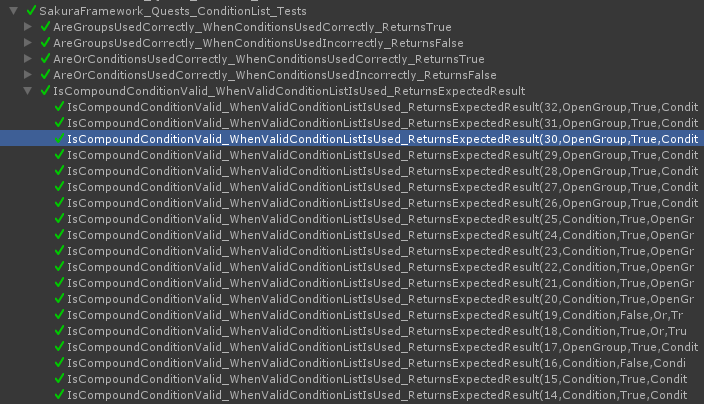 SakuraFramework_Quests_ConditionList_Tests
AreGroupsUsedCorrectly_WhenConditionsUsedCorrectly_ReturnsTrue
AreGroupsUsedCorrectly_WhenConditionsUsedIncorrectly_ReturnsFalse
AreOrConditionsUsedCorrectly_WhenConditionsUsedCorrectly_ReturnsTrue
AreOrConditionsUsedCorrectly_WhenConditionsUsedIncorrectly_ReturnsFalse
IsCompoundConditionValid_WhenValidConditionListIsUsed_ReturnsExpectedResult
IsCompoundConditionValid_WhenValidConditionListIsUsed_ReturnsExpectedResult(32,OpenGroup,True,Condit
IsCompoundConditionValid_WhenValidConditionListIsUsed_ReturnsExpectedResult(31,OpenGroup,True,Condit
IsCompoundConditionValid_WhenValidConditionListIsUsed_ReturnsExpectedResult(30,OpenGroup,True,Condit
IsCompoundConditionValid_WhenValidConditionListIsUsed_ReturnsExpectedResult(29,OpenGroup,True,Condit
IsCompoundConditionValid_WhenValidConditionListIsUsed_ReturnsExpectedResult(28,OpenGroup,True,Condit
IsCompoundConditionValid_WhenValidConditionListIsUsed_ReturnsExpectedResult(27,OpenGroup,True,Condit
IsCompoundConditionValid_WhenValidConditionListIsUsed_ReturnsExpectedResult(26,OpenGroup,True,Condit
IsCompoundConditionValid_WhenValidConditionListIsUsed_ReturnsExpectedResult(25,Condition,True,OpenGr
IsCompoundConditionValid_WhenValidConditionListIsUsed_ReturnsExpectedResult(24,Condition,True,OpenGr
IsCompoundConditionValid_WhenValidConditionListIsUsed_ReturnsExpectedResult(23,Condition,True,OpenGr
IsCompoundConditionValid_WhenValidConditionListIsUsed_ReturnsExpectedResult(22,Condition,True,OpenGr
IsCompoundConditionValid_WhenValidConditionListIsUsed_ReturnsExpectedResult(21,Condition,True,OpenGr
IsCompoundConditionValid_WhenValidConditionListIsUsed_ReturnsExpectedResult(20,Condition,True,OpenGr
IsCompoundConditionValid_WhenValidConditionListIsUsed_ReturnsExpectedResult(19,Condition,False,Or,Tr
IsCompoundConditionValid_WhenValidConditionListIsUsed_ReturnsExpectedResult(18,Condition,True,Or,Tru
IsCompoundConditionValid_WhenValidConditionListIsUsed_ReturnsExpectedResult(17,OpenGroup,True,Condit
IsCompoundConditionValid_WhenValidConditionListIsUsed_ReturnsExpectedResult(16,Condition,False,Condi
IsCompoundConditionValid_WhenValidConditionListIsUsed_ReturnsExpectedResult(15,Condition,True,Condit
IsCompoundConditionValid_WhenValidConditionListIsUsed_ReturnsExpectedResult(14,Condition,True,Condit